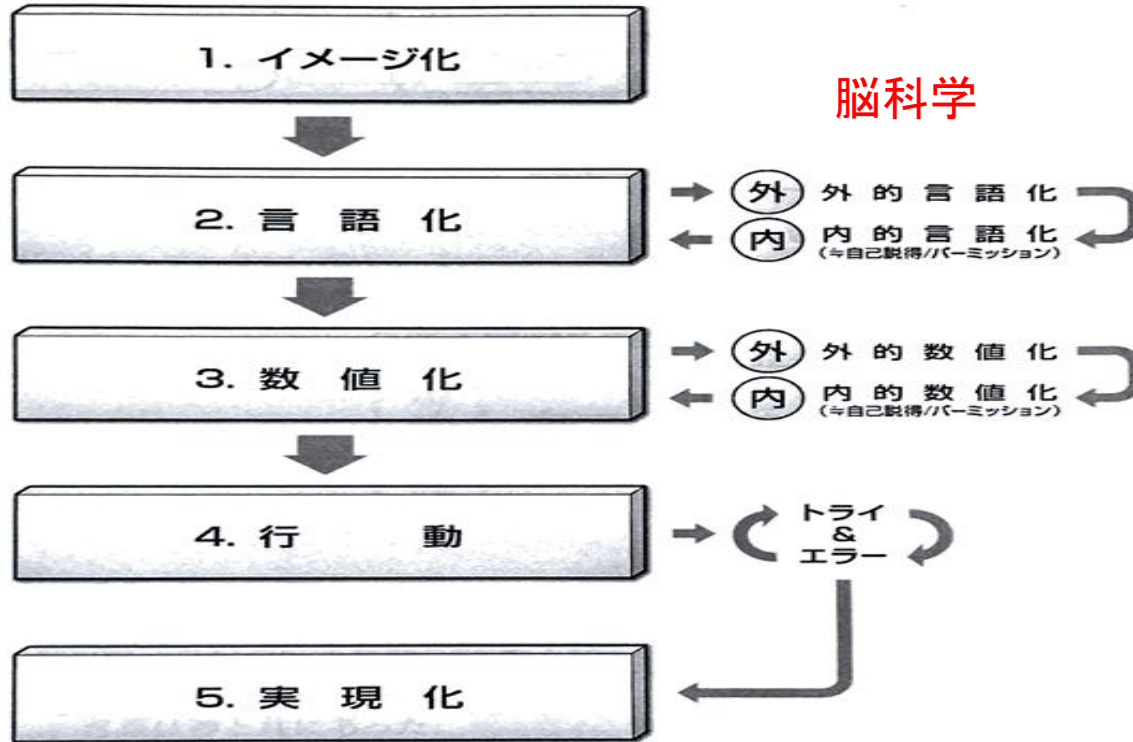 1. イメージ化
脳科学
2. 言語化
外 外的言語化
内 内的言語化
(≒自己説得/パーミッション)
3. 数値化
外 外的数値化
内 内的数値化
(≒自己説得/パーミッション)
4. 行動
トライ
&
エラー
5. 実現化